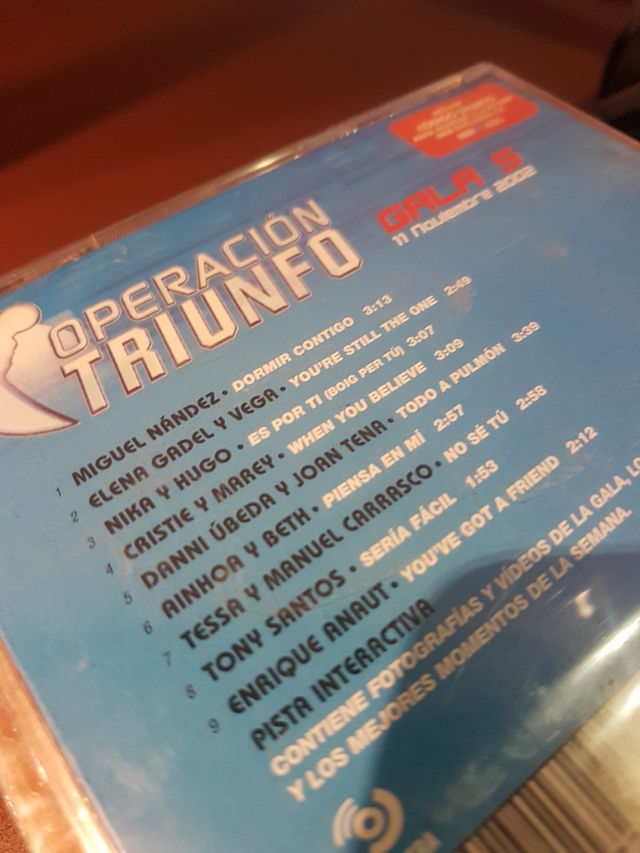 OPERACIÓN
TRIUNFO
GALA 5
11 Noviembre 2002
1 MIGUEL NÁNDEZ · DORMIR CONTIGO 3:13
2 ELENA GADEL Y VEGA · YOU'RE STILL THE ONE 2:49
3 NIKA Y HUGO · ES POR TI (BOIG PER TÚ) 3:07
4 CRISTIE Y MAREY · WHEN YOU BELIEVE 3:09
5 DANNI ÚBEDA Y JOAN TENA · TODO A PULMÓN 3:39
6 AINHOA Y BETH · PIENSA EN MÍ 2:57
7 TESSA Y MANUEL CARRASCO · NO SÉ TÚ 2:58
8 TONY SANTOS · SERÍA FÁCIL 1:53
9 ENRIQUE ANAUT · YOU'VE GOT A FRIEND 2:12
PISTA INTERACTIVA
CONTIENE FOTOGRAFÍAS Y VÍDEOS DE LA GALA, LO
Y LOS MEJORES MOMENTOS DE LA SEMANA.